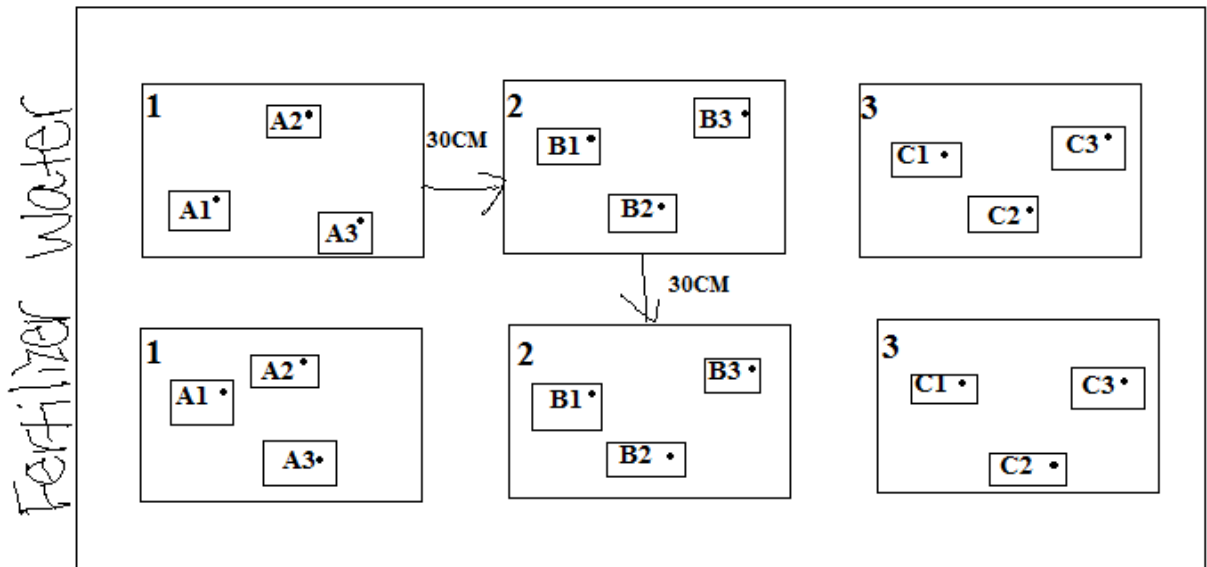 Water
1
A2
A1
A3
30CM
2
B1
B3
B2
3
C1
C3
C2
30CM
Fertilizer
1
A2
A1
A3
2
B3
B1
B2
3
C1
C3
C2